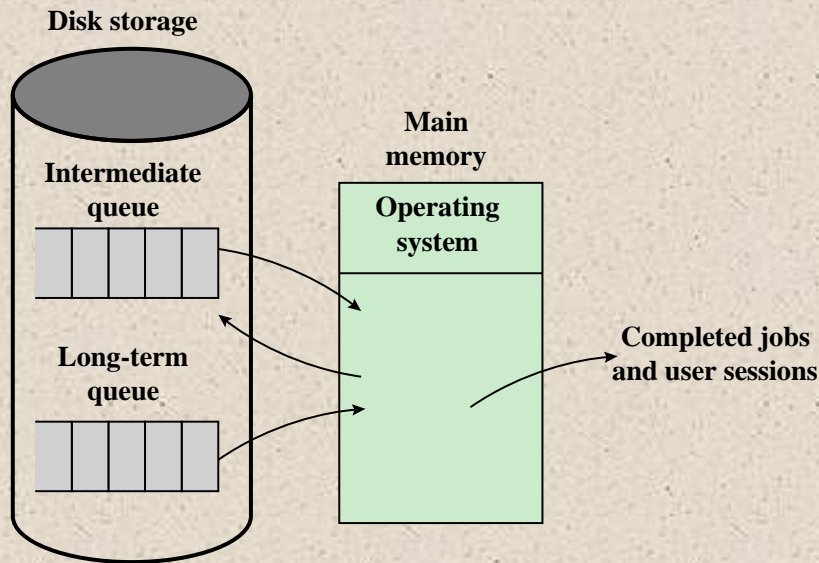 Disk storage
Intermediate
queue
Long-term
queue
Main
memory
Operating
system
Completed jobs
and user sessions